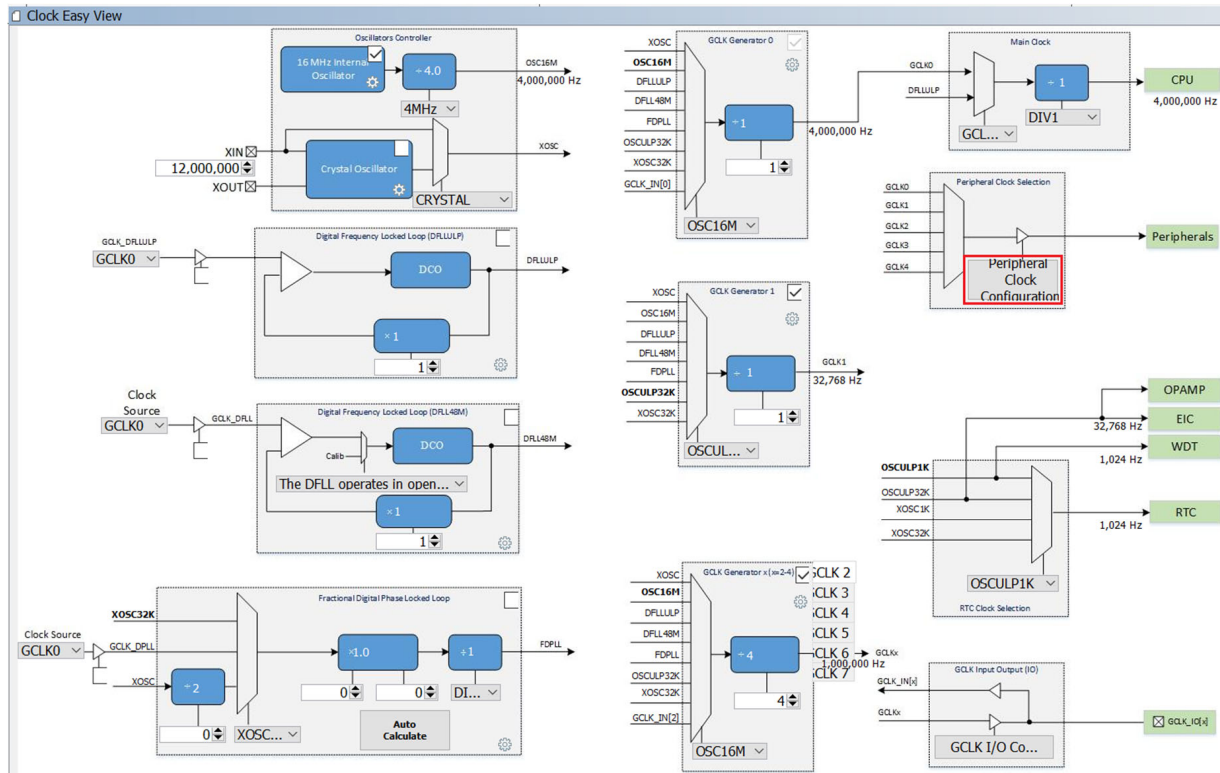 Clock Easy View
Oscillators Controller
16 MHz Internal
Oscillator
÷ 4.0
4MHz
OSC16M
4,000,000 Hz
XIN
12,000,000
XOUT
Crystal Oscillator
CRYSTAL
XOSC
Digital Frequency Locked Loop (DFLLULP)
GCLK_DFLLULP
GCLK0
DCO
× 1
1
DFLLULP
Clock
Source
GCLK0
GCLK_DFLL
Digital Frequency Locked Loop (DFLL48M)
Calib
DCO
The DFLL operates in open...
×1
1
DFLL48M
Fractional Digital Phase Locked Loop
XOSC32K
Clock Source
GCLK0
GCLK_DPLL
XOSC
÷ 2
0
XOSC...
×1.0
0
0
÷1
DI...
Auto
Calculate
FDPLL
GCLK Generator 0
XOSC
OSC16M
DFLLULP
DFLL48M
FDPLL
OSCULP32K
XOSC32K
GCLK_IN[0]
÷ 1
1
OSC16M
4,000,000 Hz
GCLK Generator 1
XOSC
OSC16M
DFLLULP
DFLL48M
FDPLL
OSCULP32K
XOSC32K
÷ 1
1
OSCUL...
GCLK1
32,768 Hz
GCLK Generator x (x=2-4)
XOSC
OSC16M
DFLLULP
DFLL48M
FDPLL
OSCULP32K
XOSC32K
GCLK_IN[2]
÷ 4
4
OSC16M
GCLK 2
GCLK 3
GCLK 4
GCLK 5
GCLK 6
GCLK 7
GCLKx
1,000,000 Hz
Main Clock
GCLK0
DFLLULP
GCL...
÷ 1
DIV1
CPU
4,000,000 Hz
Peripheral Clock Selection
GCLK0
GCLK1
GCLK2
GCLK3
GCLK4
Peripheral
Clock
Configuration
Peripherals
OPAMP
EIC
32,768 Hz
WDT
1,024 Hz
OSCULP1K
OSCULP32K
XOSC1K
XOSC32K
OSCULP1K
RTC Clock Selection
RTC
1,024 Hz
GCLK Input Output (IO)
GCLK_IN[x]
GCLKx
GCLK I/O Co...
GCLK_IO[x]